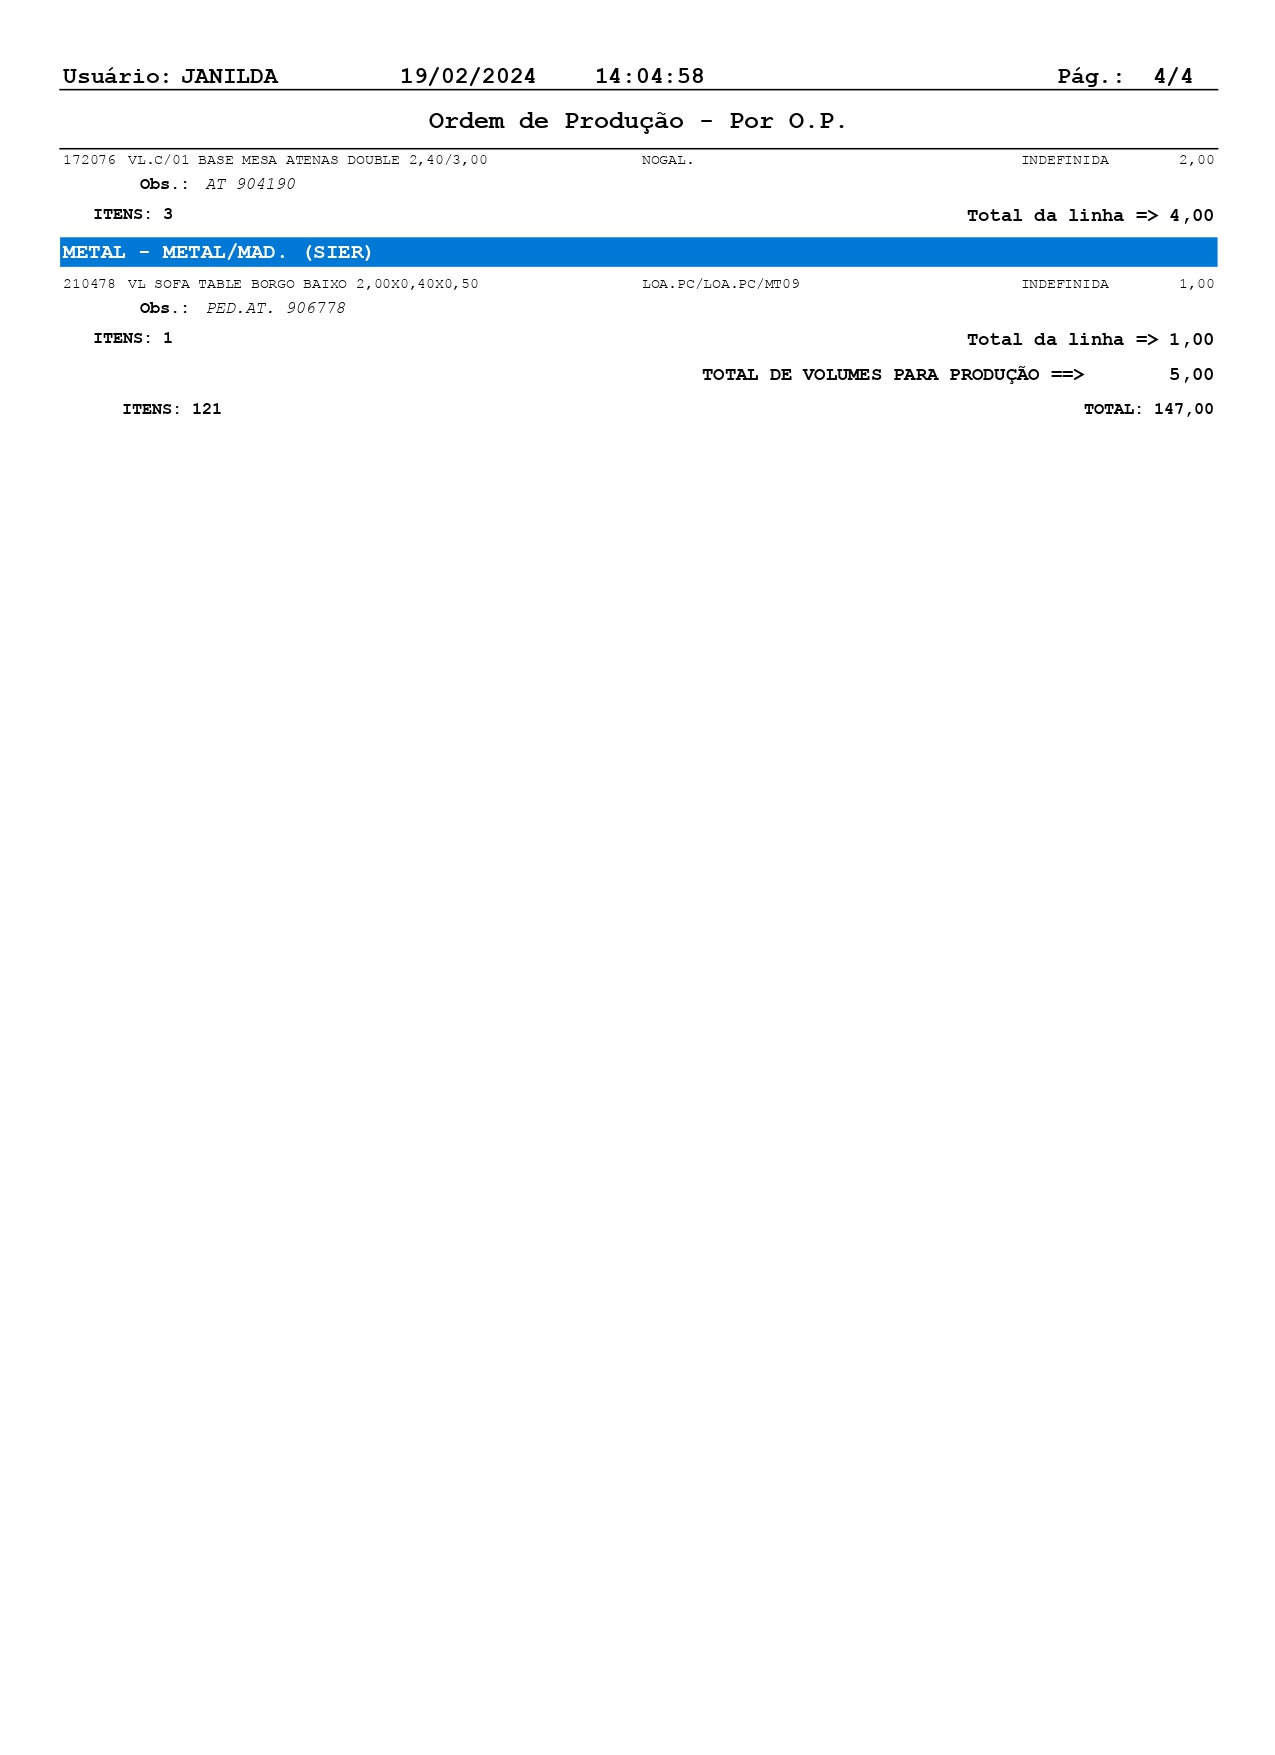 Usuário: JANILDA 19/02/2024 14:04:58 Pág.: 4/4
Ordem de Produção - Por O.P.
172076 VL.C/01 BASE MESA ATENAS DOUBLE 2,40/3,00 NOGAL. INDEFINIDA 2,00
Obs.: AT 904190
ITENS: 3 Total da linha => 4,00
METAL - METAL/MAD. (SIER)
210478 VL SOFA TABLE BORGO BAIXO 2,00X0,40X0,50 LOA.PC/LOA.PC/MT09 INDEFINIDA 1,00
Obs.: PED.AT. 906778
ITENS: 1 Total da linha => 1,00
TOTAL DE VOLUMES PARA PRODUÇÃO ==> 5,00
ITENS: 121 TOTAL: 147,00